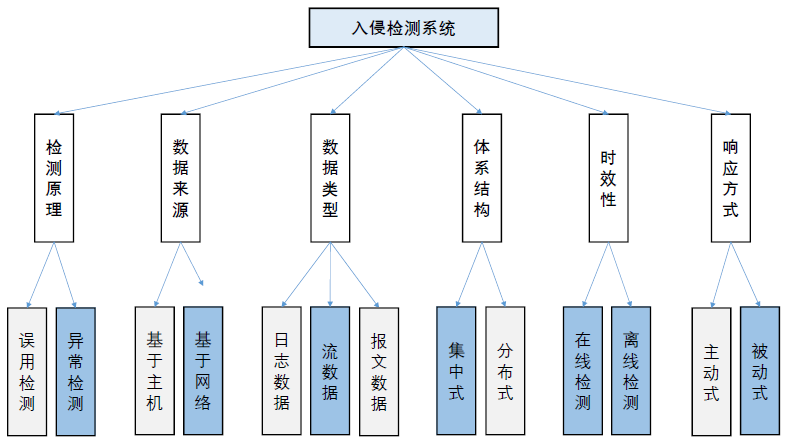 入侵检测系统
检测原理
数据来源
数据类型
体系结构
时效性
响应方式
误用检测
异常检测
基于主机
基于网络
日志数据
流数据
报文数据
集中式
分布式
在线检测
离线检测
主动式
被动式